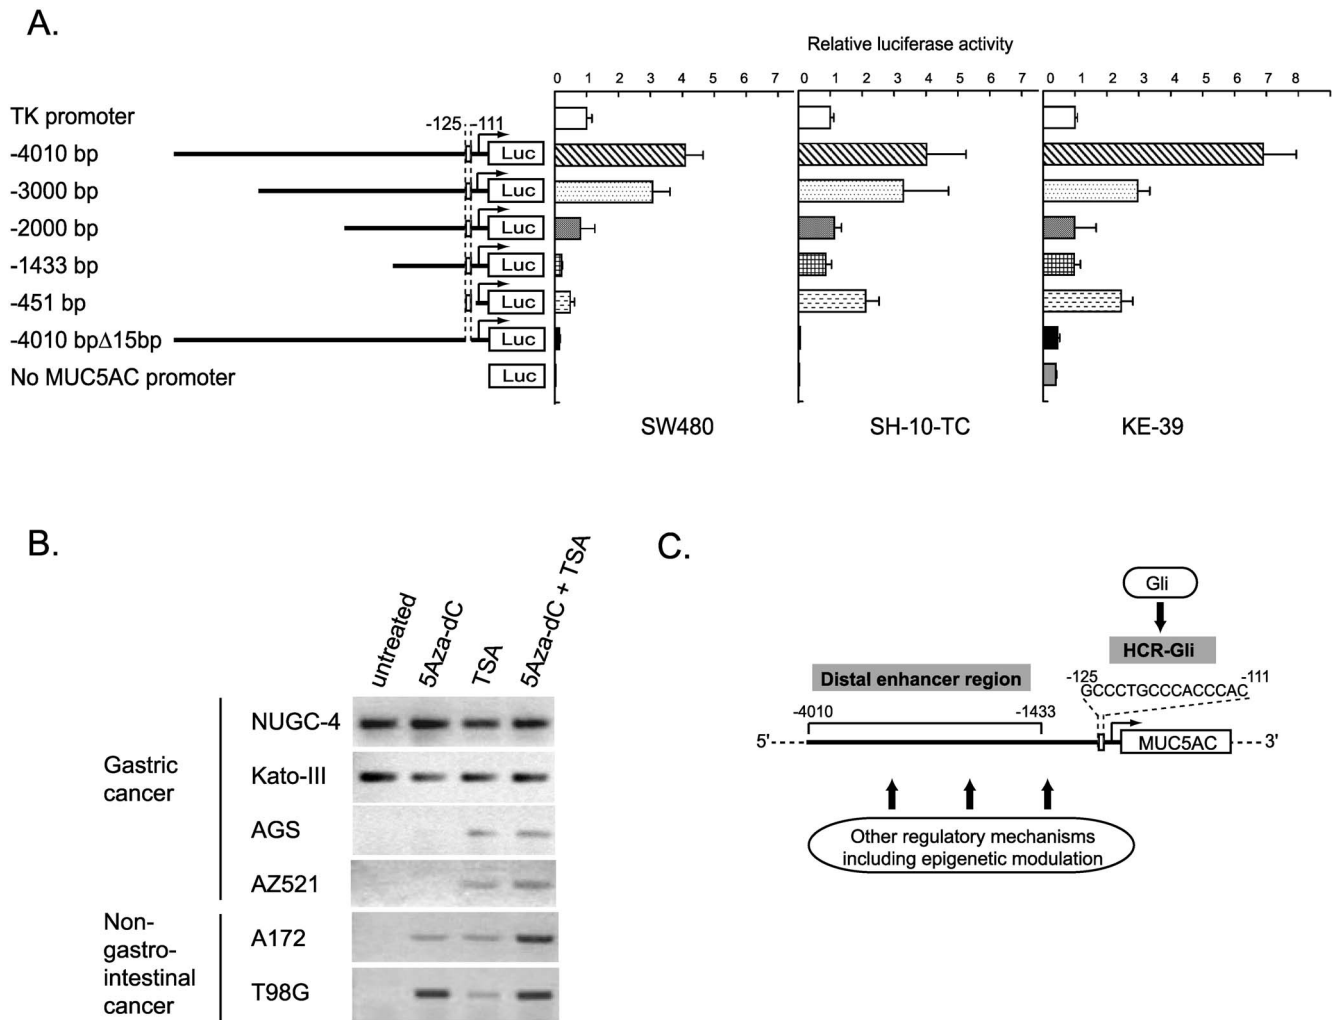 A.
Relative luciferase activity
0 1 2 3 4 5 6 7 0 1 2 3 4 5 6 7 0 1 2 3 4 5 6 7 8
TK promoter
-125 -111
-4010 bp Luc
-3000 bp Luc
-2000 bp Luc
-1433 bp Luc
-451 bp Luc
-4010 bpΔ15bp Luc
No MUC5AC promoter Luc
SW480 SH-10-TC KE-39
B.
untreated 5Aza-dC TSA 5Aza-dC + TSA
Gastric cancer
NUGC-4
Kato-III
AGS
AZ521
Non-
gastro-
intestinal
cancer
A172
T98G
C.
Gli
HCR-Gli
Distal enhancer region
-125 GCCCTGCCCACCCAC -111
-4010 -1433
5' MUC5AC 3'
Other regulatory mechanisms
including epigenetic modulation